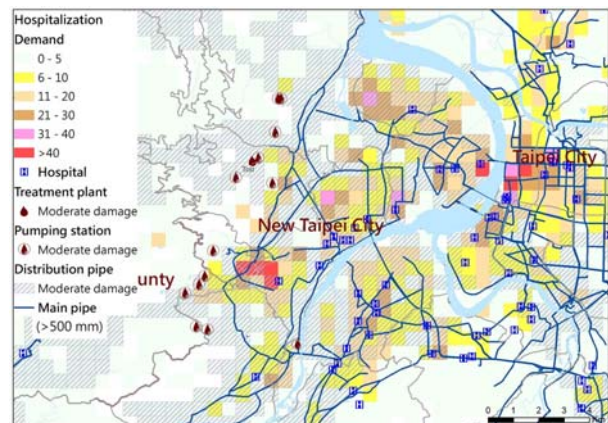 Hospitalization
Demand
0 - 5
6 - 10
11 - 20
21 - 30
31 - 40
>40
H Hospital
Treatment plant
Moderate damage
Pumping station
Moderate damage
Distribution pipe
Moderate damage
Main pipe
(>500 mm)
Taipei City
New Taipei City
unty
0 1 2 3 4